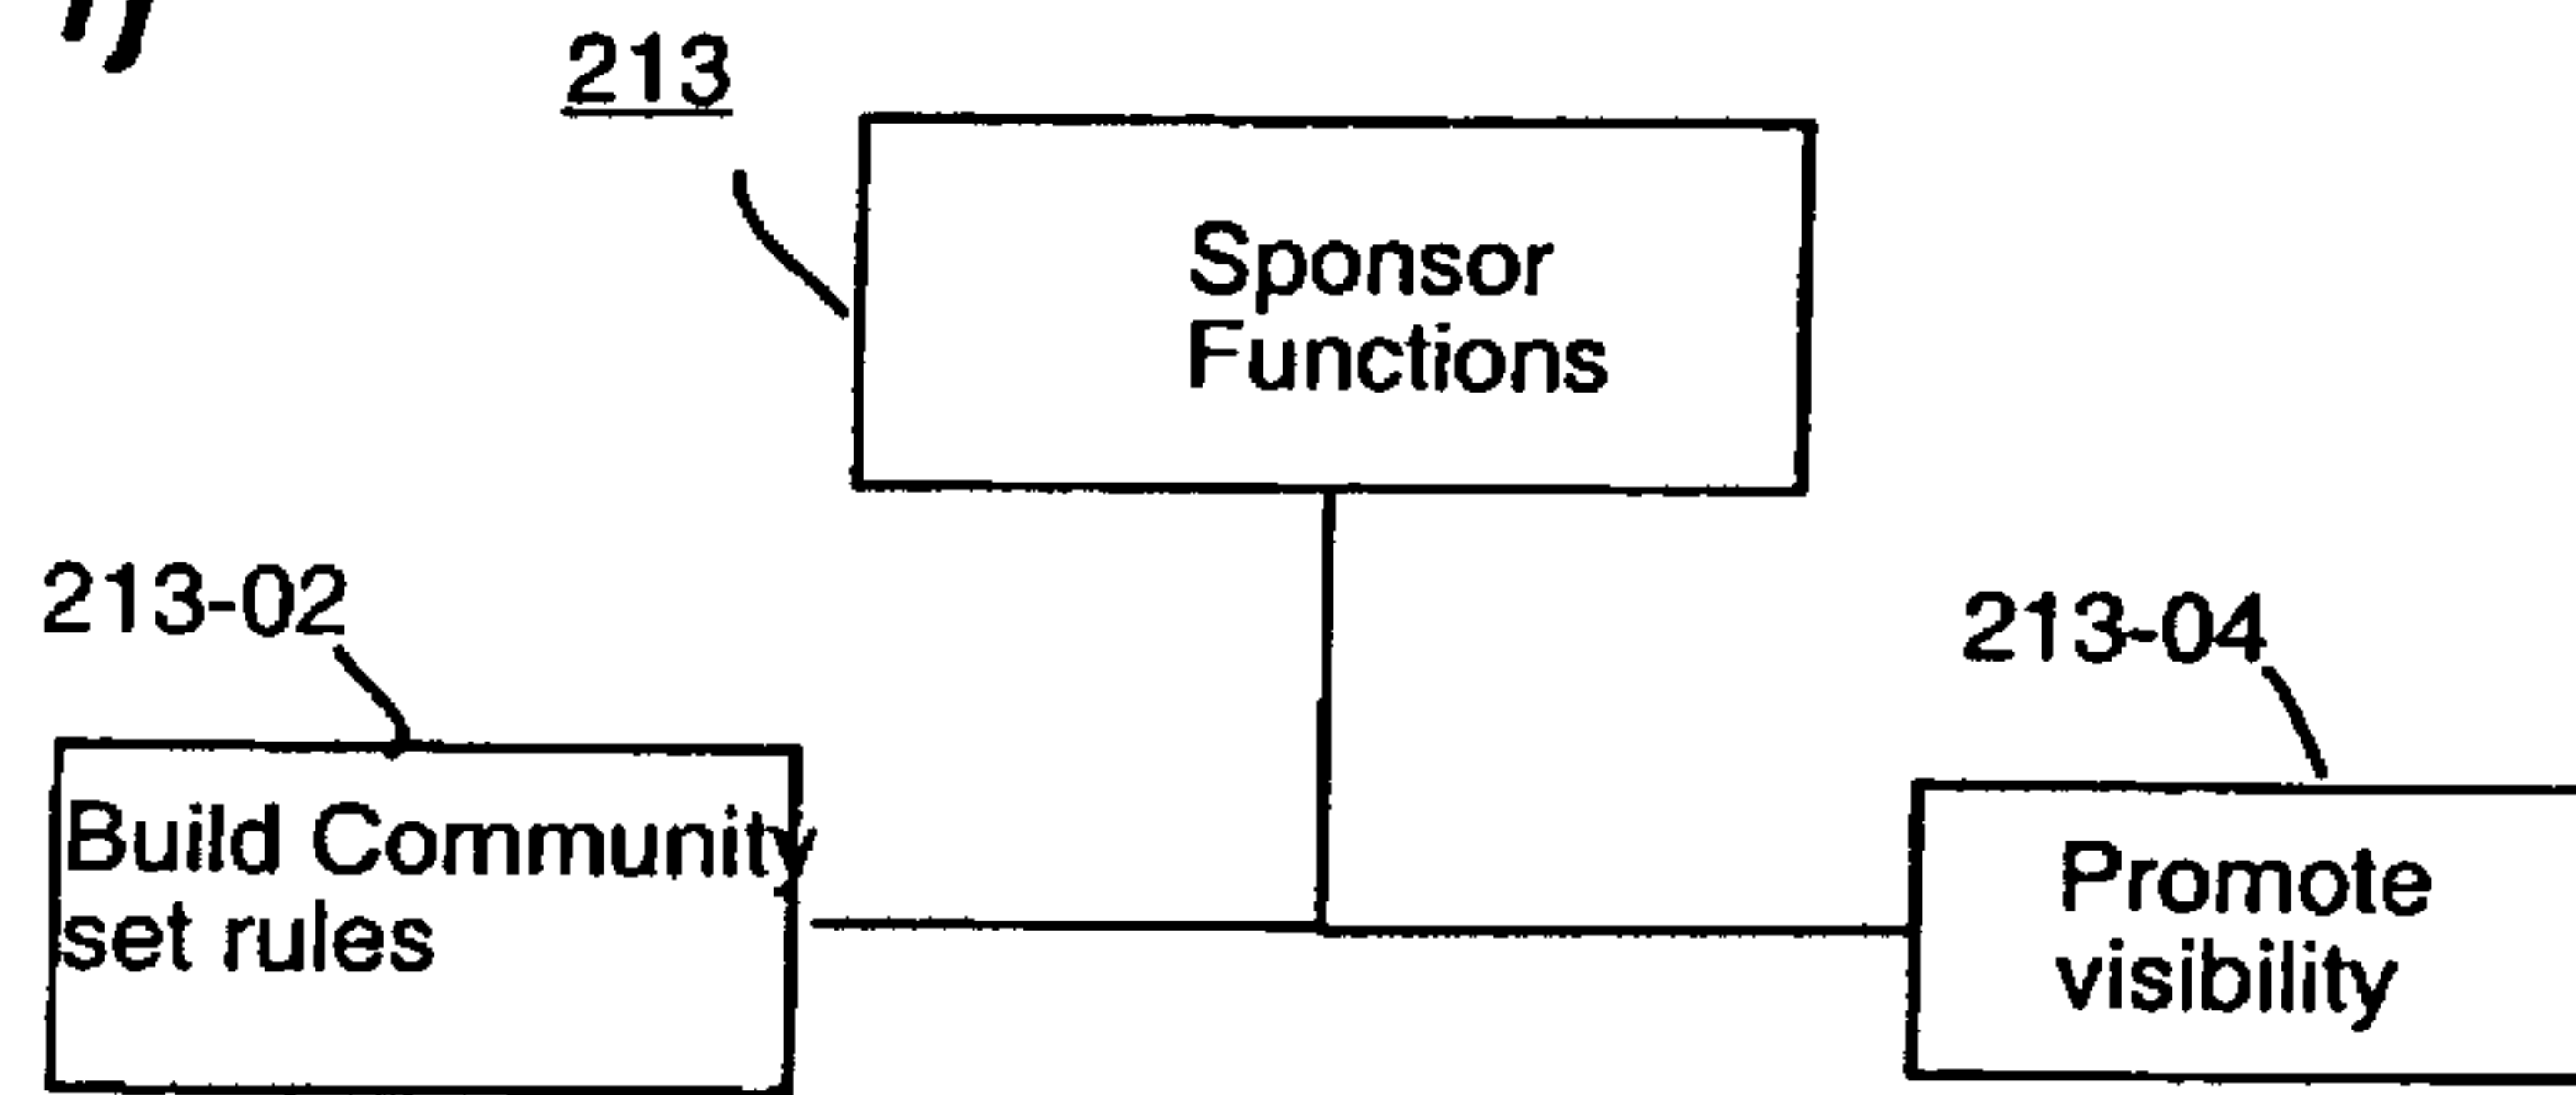 213
Sponsor
Functions
213-02
Build Community
set rules
213-04
Promote
visibility